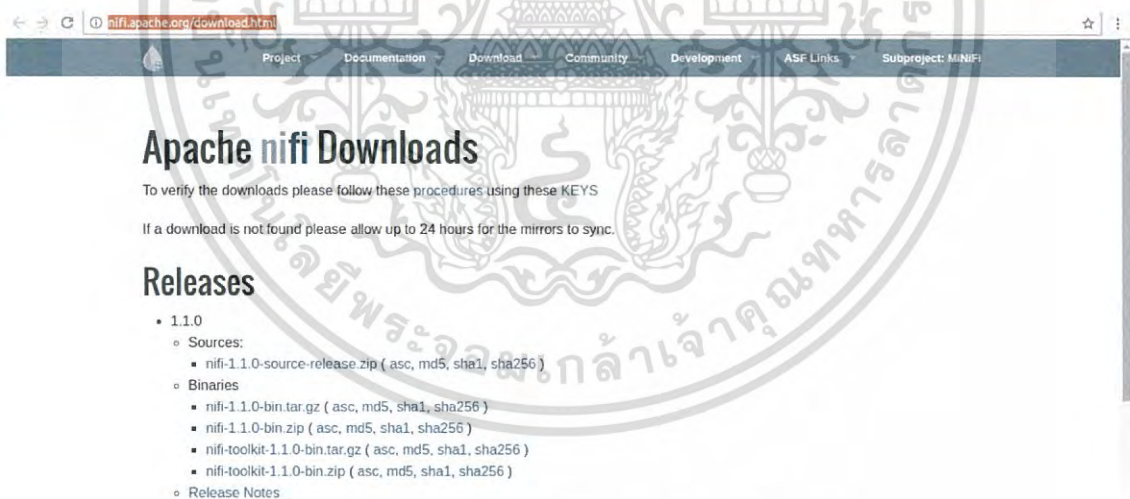 nifi.apache.org/download.html
Project Documentation Download Community Development ASF Links Subproject: MiNiFi
Apache nifi Downloads
To verify the downloads please follow these procedures using these KEYS
If a download is not found please allow up to 24 hours for the mirrors to sync.
Releases
• 1.1.0
◦ Sources:
▪ nifi-1.1.0-source-release.zip ( asc, md5, sha1, sha256 )
◦ Binaries
▪ nifi-1.1.0-bin.tar.gz ( asc, md5, sha1, sha256 )
▪ nifi-1.1.0-bin.zip ( asc, md5, sha1, sha256 )
▪ nifi-toolkit-1.1.0-bin.tar.gz ( asc, md5, sha1, sha256 )
▪ nifi-toolkit-1.1.0-bin.zip ( asc, md5, sha1, sha256 )
◦ Release Notes